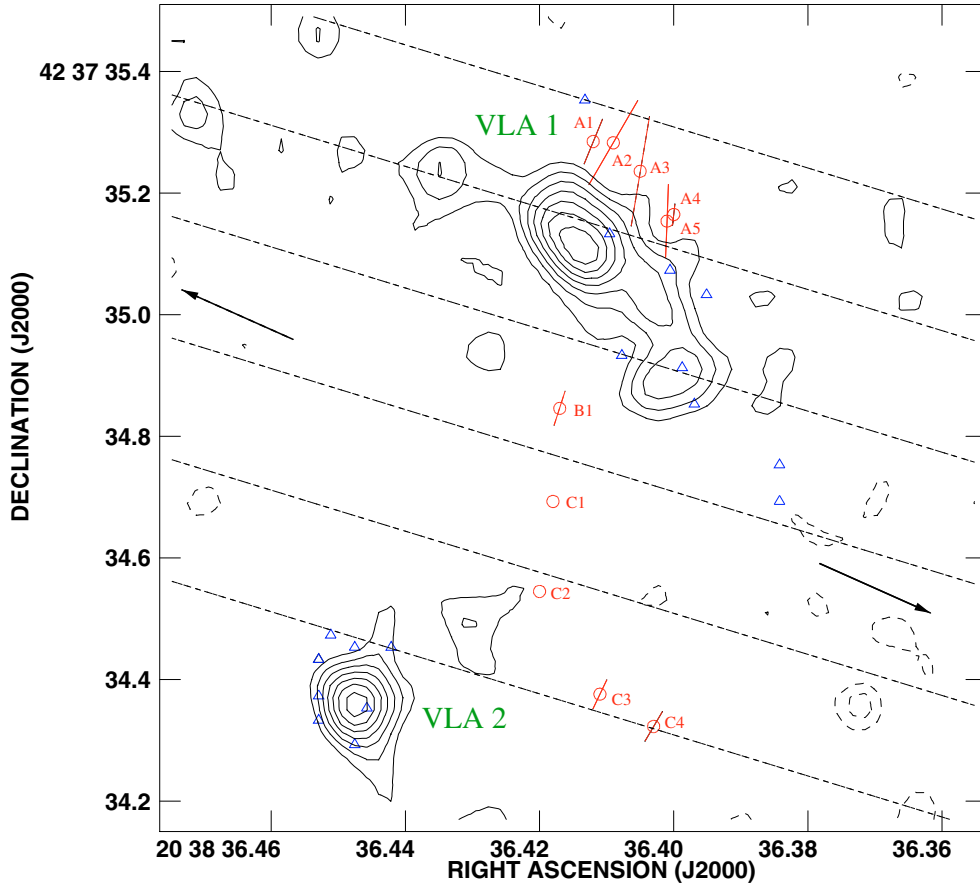 42 37 35.4
35.2
35.0
34.8
34.6
34.4
34.2
DECLINATION (J2000)
VLA 1
A1
A2
A3
A4
A5
B1
C1
C2
C3
C4
VLA 2
20 38 36.46
36.44
36.42
36.40
36.38
36.36
RIGHT ASCENSION (J2000)